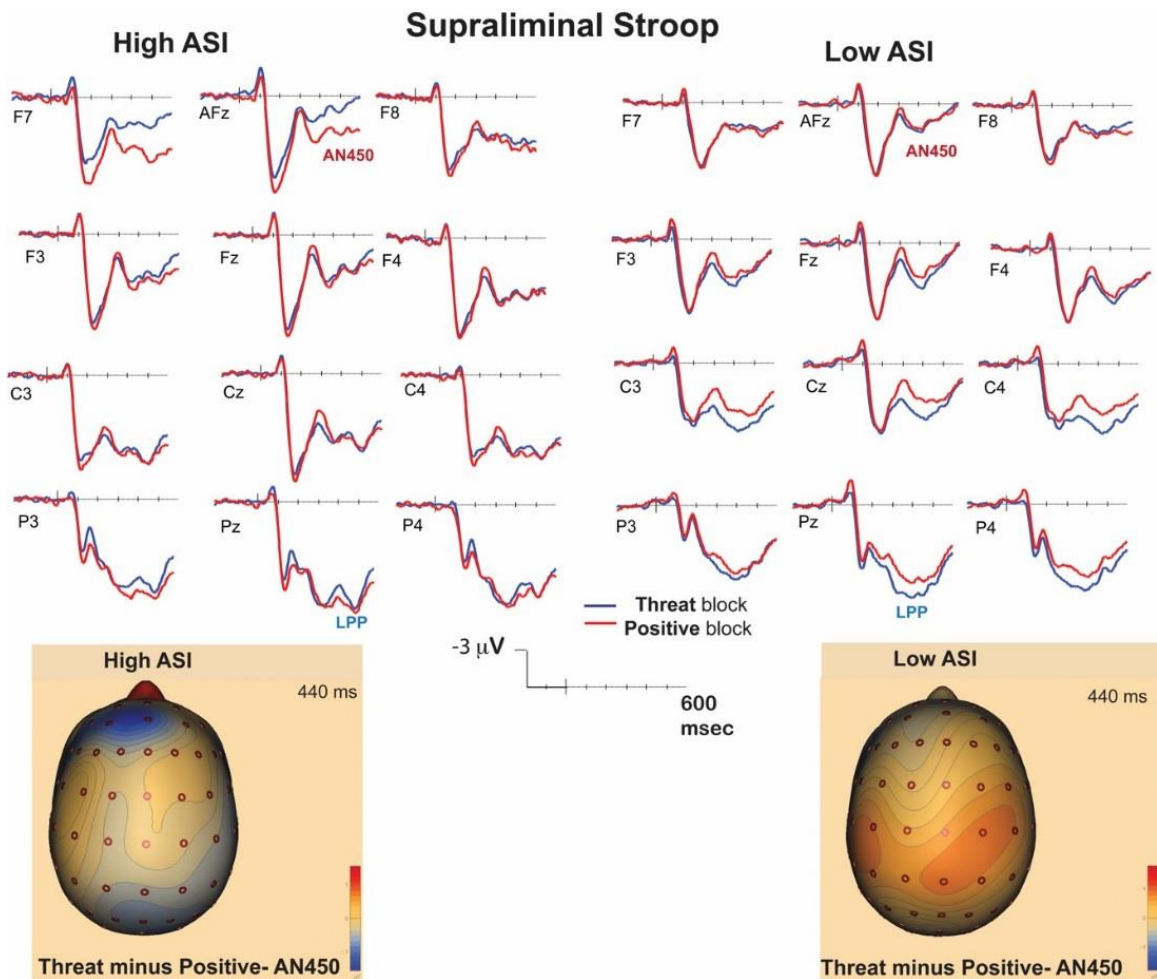 Supraliminal Stroop
High ASI
Low ASI
F7
AFz
F8
AN450
F7
AFz
F8
AN450
F3
Fz
F4
F3
Fz
F4
C3
Cz
C4
C3
Cz
C4
P3
Pz
P4
LPP
P3
Pz
P4
LPP
Threat block
Positive block
-3 μV
600
msec
High ASI
440 ms
Threat minus Positive- AN450
Low ASI
440 ms
Threat minus Positive- AN450